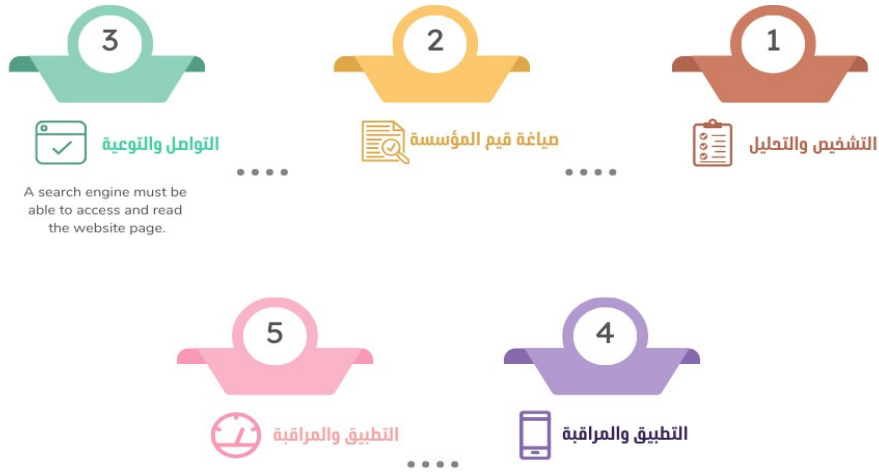 1
التشخيص والتحليل
2
صياغة قيم المؤسسة
3
التواصل والتوعية
A search engine must be
able to access and read
the website page.
4
التطبيق والمراقبة
5
التطبيق والمراقبة